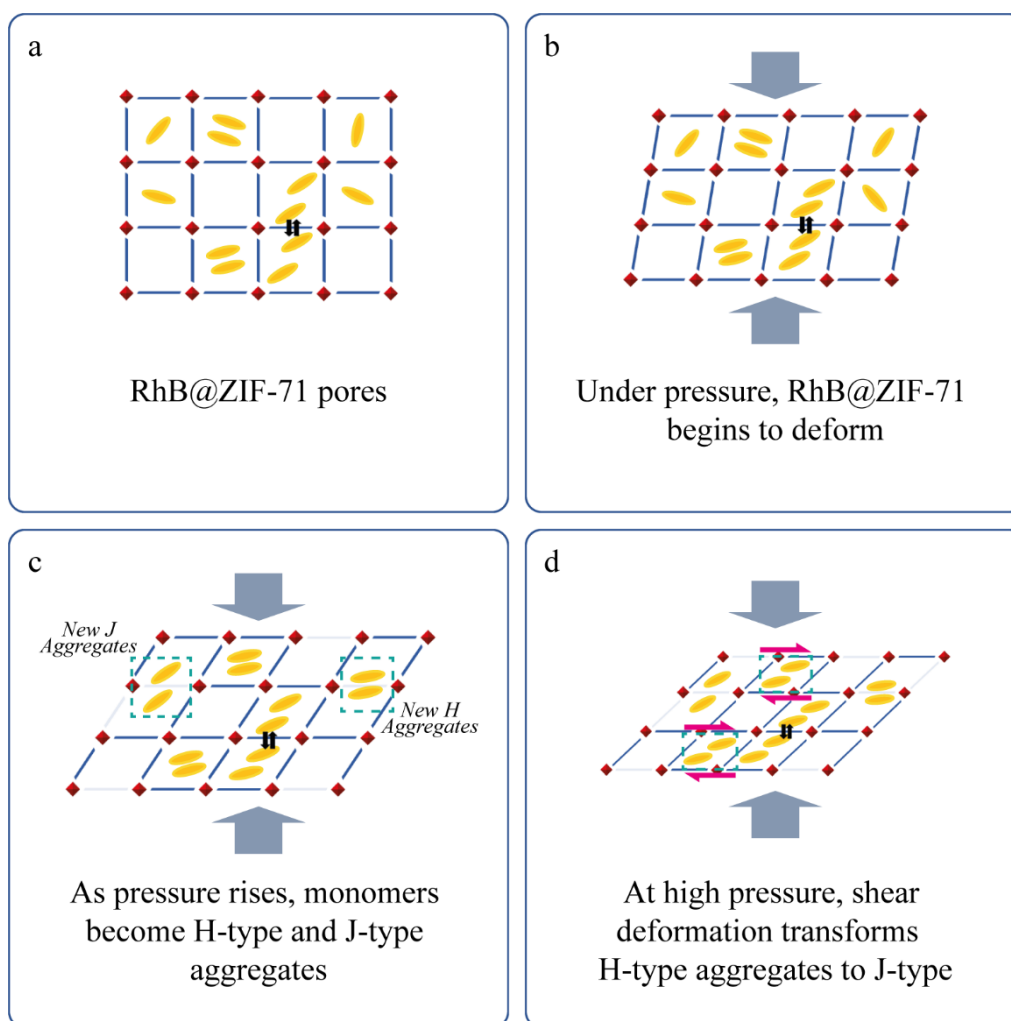 a
RhB@ZIF-71 pores
b
Under pressure, RhB@ZIF-71
begins to deform
c
New J
Aggregates
New H
Aggregates
As pressure rises, monomers
become H-type and J-type
aggregates
d
At high pressure, shear
deformation transforms
H-type aggregates to J-type